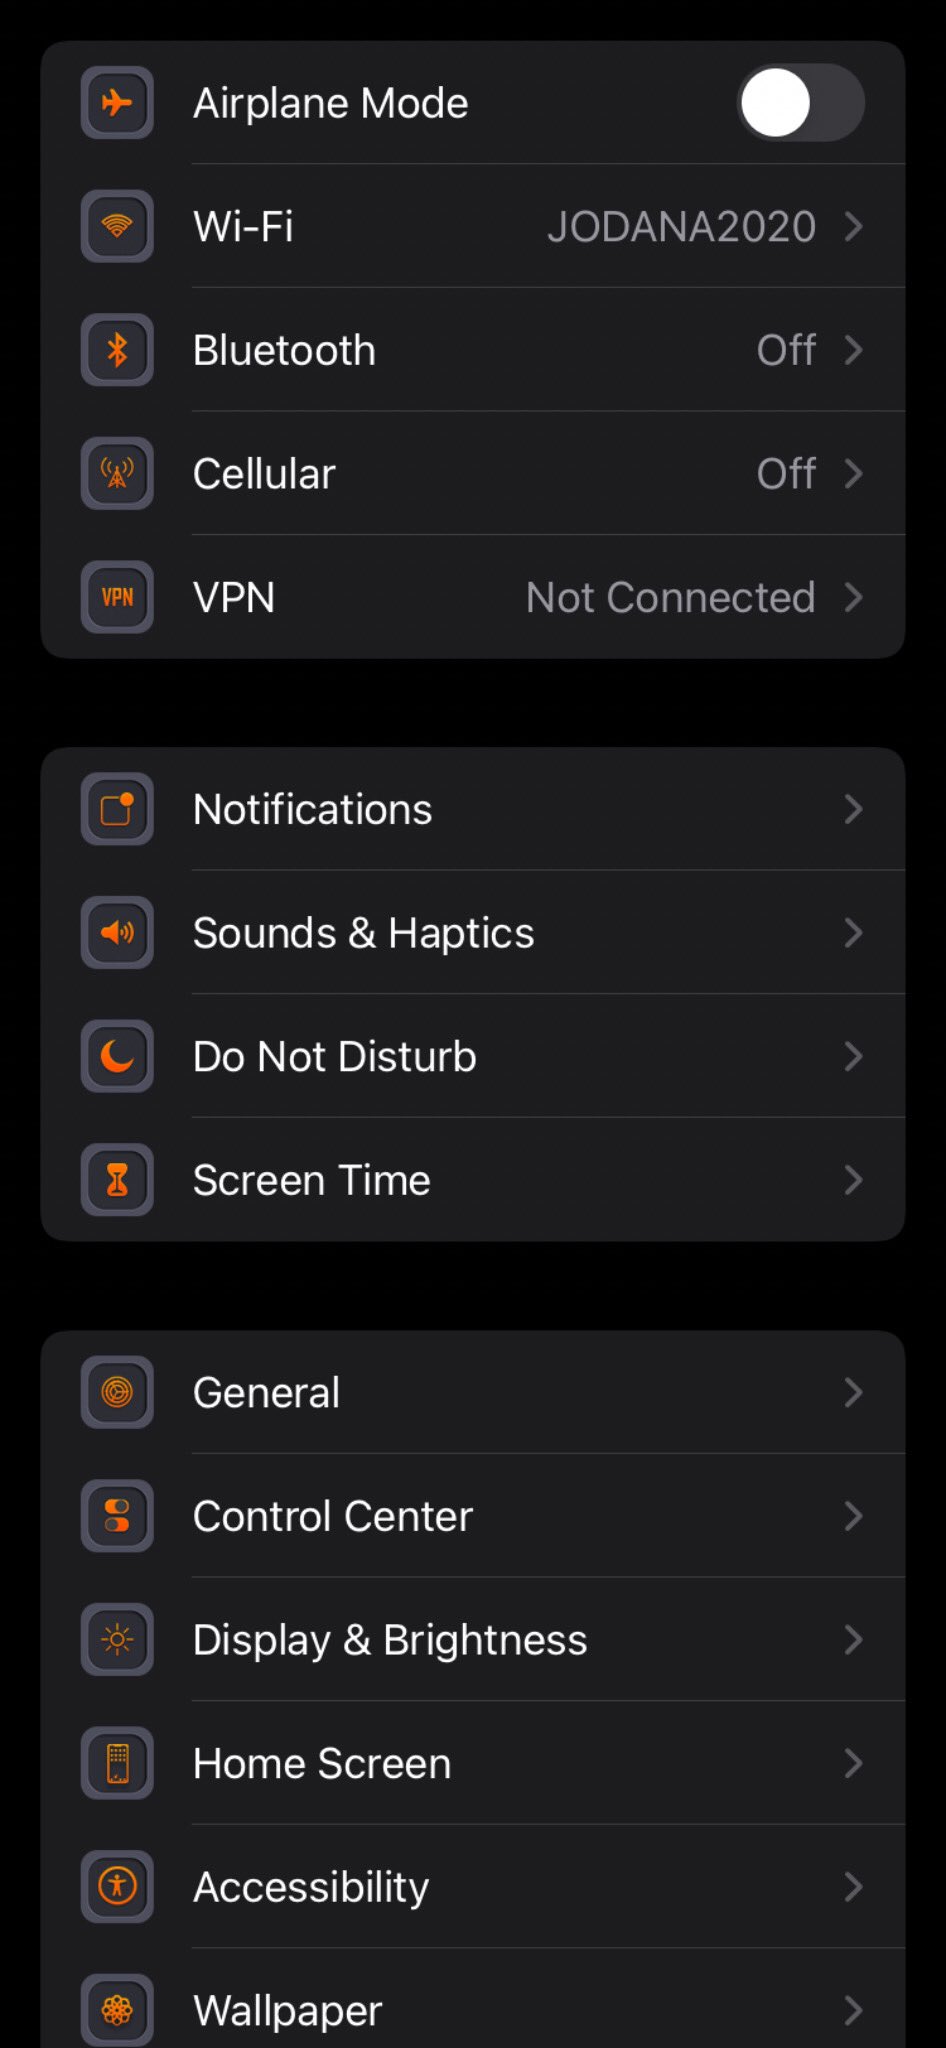 Airplane Mode
Wi-Fi JODANA2020
Bluetooth Off
Cellular Off
VPN VPN Not Connected
Notifications
Sounds & Haptics
Do Not Disturb
Screen Time
General
Control Center
Display & Brightness
Home Screen
Accessibility
Wallpaper